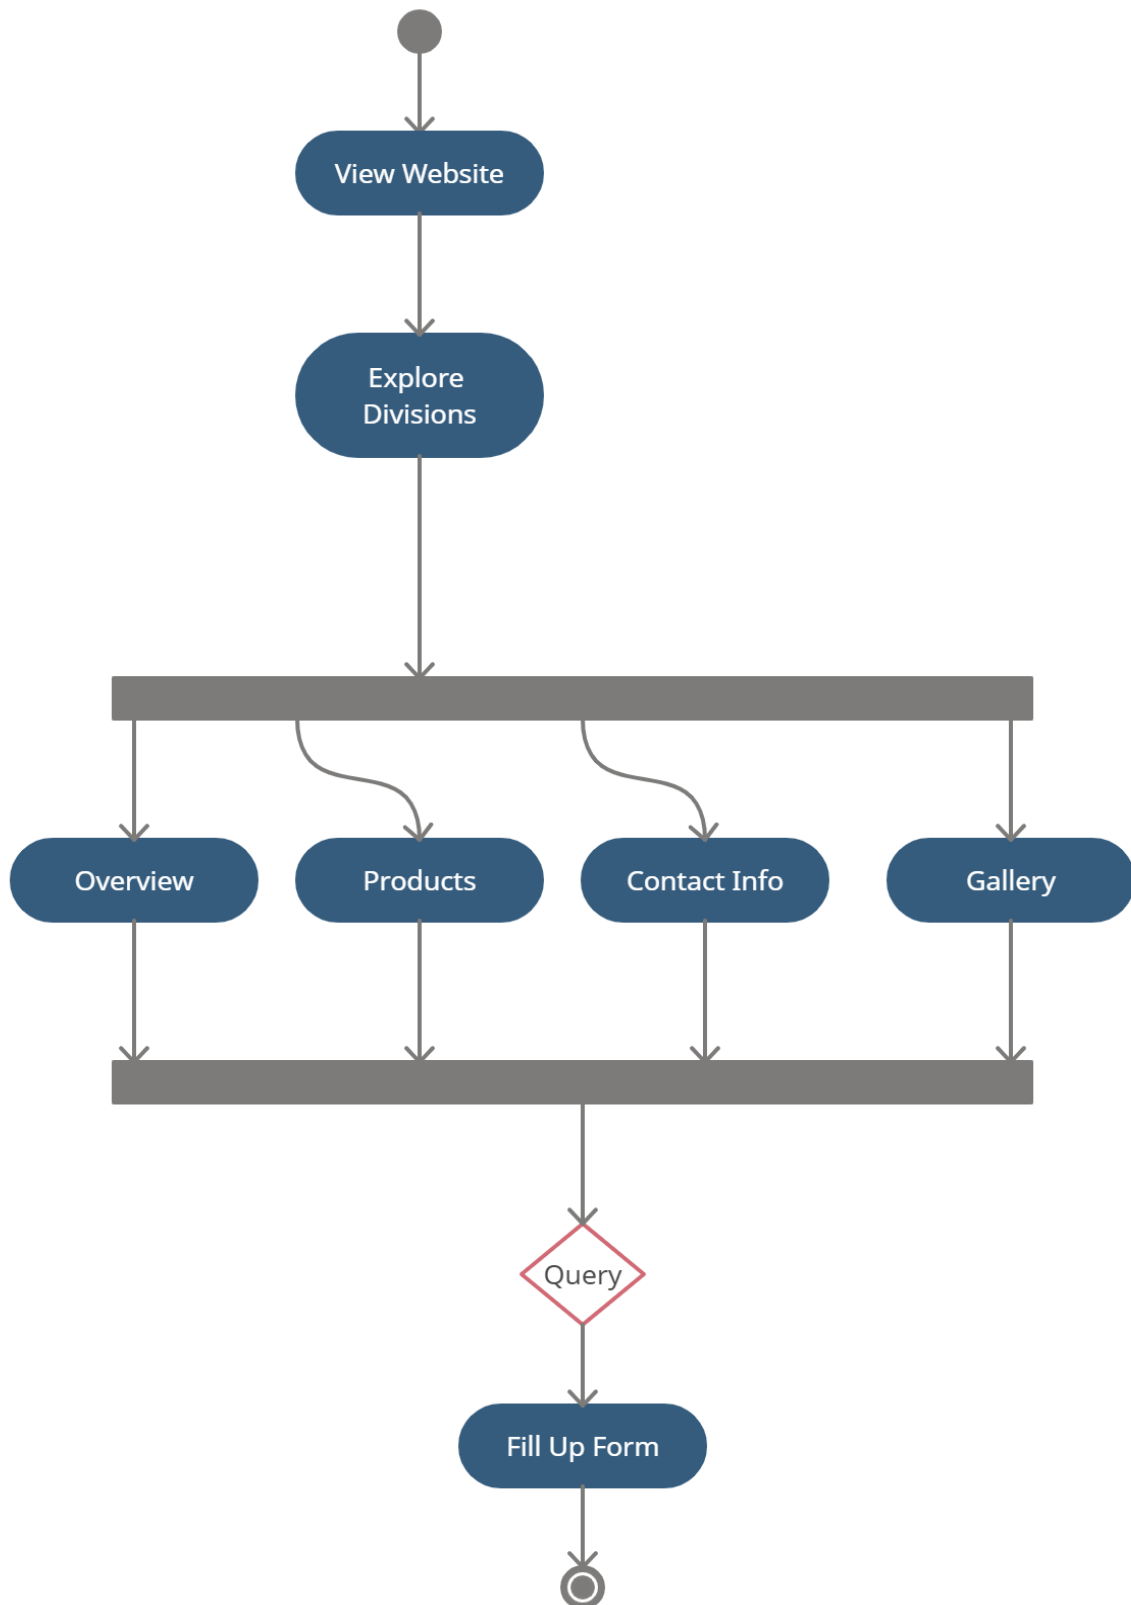 View Website
Explore
Divisions
Overview
Products
Contact Info
Gallery
Query
Fill Up Form